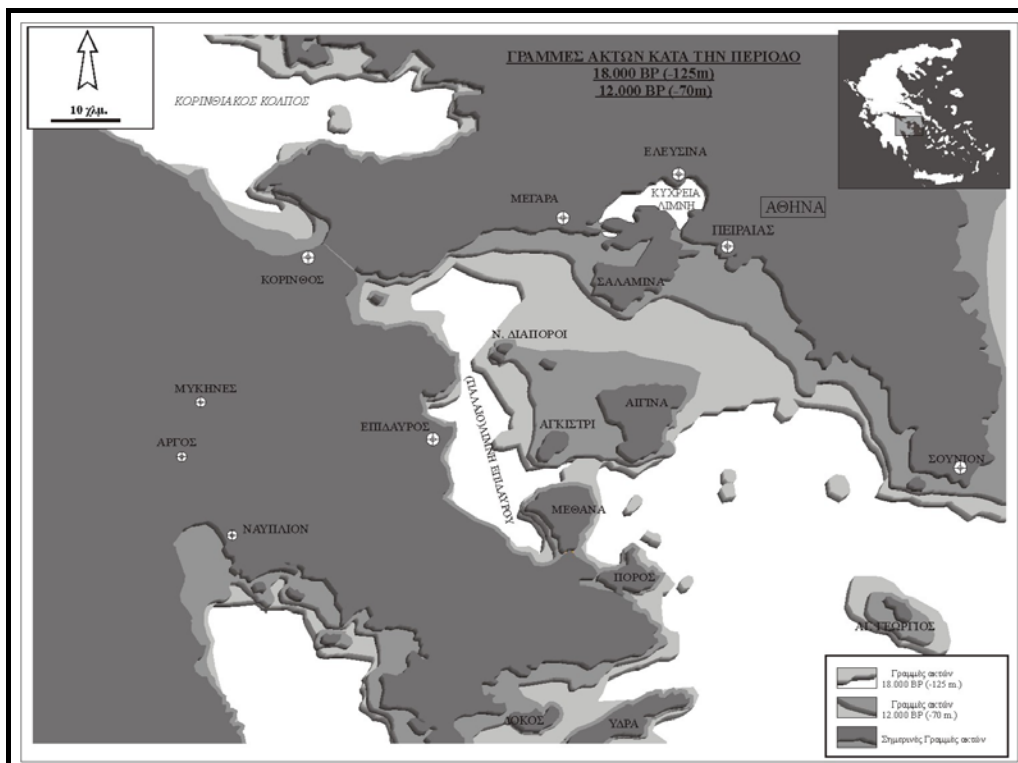 ΓΡΑΜΜΕΣ ΑΚΤΩΝ ΚΑΤΑ ΤΗΝ ΠΕΡΙΟΔΟ
18.000 BP (-125m)
12.000 BP (-70m)
10 χλμ.
ΚΟΡΙΝΘΙΑΚΟΣ ΚΟΛΠΟΣ
ΕΛΕΥΣΙΝΑ
ΚΥΧΡΕΙΑ
ΛΙΜΝΗ
ΜΕΓΑΡΑ
ΑΘΗΝΑ
ΠΕΙΡΑΙΑΣ
ΚΟΡΙΝΘΟΣ
ΣΑΛΑΜΙΝΑ
Ν. ΔΙΑΠΟΡΟΙ
ΜΥΚΗΝΕΣ
ΑΙΓΙΝΑ
ΕΠΙΔΑΥΡΟΣ
(ΠΑΛΑΙΟ)ΛΙΜΝΗ ΕΠΙΔΑΥΡΟΥ
ΑΓΚΙΣΤΡΙ
ΑΡΓΟΣ
ΣΟΥΝΙΟΝ
ΜΕΘΑΝΑ
ΝΑΥΠΛΙΟΝ
ΠΟΡΟΣ
ΑΓ. ΓΕΩΡΓΙΟΣ
ΔΟΚΟΣ
ΥΔΡΑ
Γραμμές ακτών
18.000 BP (-125 m.)
Γραμμές ακτών
12.000 BP (-70 m.)
Σημερινές Γραμμές ακτών